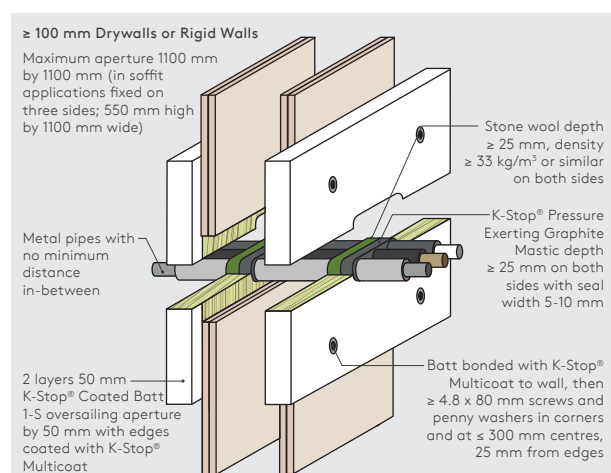 ≥ 100 mm Drywalls or Rigid Walls
Maximum aperture 1100 mm
by 1100 mm (in soffit
applications fixed on
three sides; 550 mm high
by 1100 mm wide)
Stone wool depth
≥ 25 mm, density
≥ 33 kg/m³ or similar
on both sides
K-Stop® Pressure
Exerting Graphite
Mastic depth
≥ 25 mm on both
sides with seal
width 5-10 mm
Metal pipes with
no minimum
distance
in-between
2 layers 50 mm
K-Stop® Coated Batt
1-S oversailing aperture
by 50 mm with edges
coated with K-Stop®
Multicoat
Batt bonded with K-Stop®
Multicoat to wall, then
≥ 4.8 x 80 mm screws and
penny washers in corners
and at ≤ 300 mm centres,
25 mm from edges